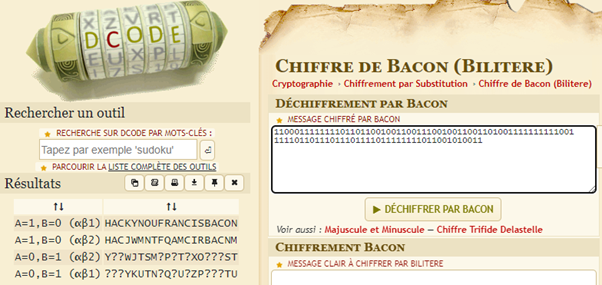 DCODE
Rechercher un outil
★ RECHERCHE SUR DCODE PAR MOTS-CLÉS :
Tapez par exemple 'sudoku'
★ PARCOURIR LA LISTE COMPLÈTE DES OUTILS
Résultats
↑↓ ↑↓
A=1,B=0 (αβ1) HACKYNOUFRANCISBACON
A=1,B=0 (αβ2) HACJWMNTFQAMCIRBACNM
A=0,B=1 (αβ2) Y??WJTSM?P?T?XO???ST
A=0,B=1 (αβ1) ???YKUTN?Q?U?ZP???TU
CHIFFRE DE BACON (BILITERE)
Cryptographie › Chiffrement par Substitution › Chiffre de Bacon (Bilitere)
DÉCHIFFREMENT PAR BACON
★ MESSAGE CHIFFRÉ PAR BACON
11000111111110110110010011001110010011001101001111111111001
1111101101110111011110111111111011001010011
▶ DÉCHIFFRER PAR BACON
Voir aussi : Majuscule et Minuscule — Chiffre Trifide Delastelle
CHIFFREMENT BACON
★ MESSAGE CLAIR À CHIFFRER PAR BILITERE